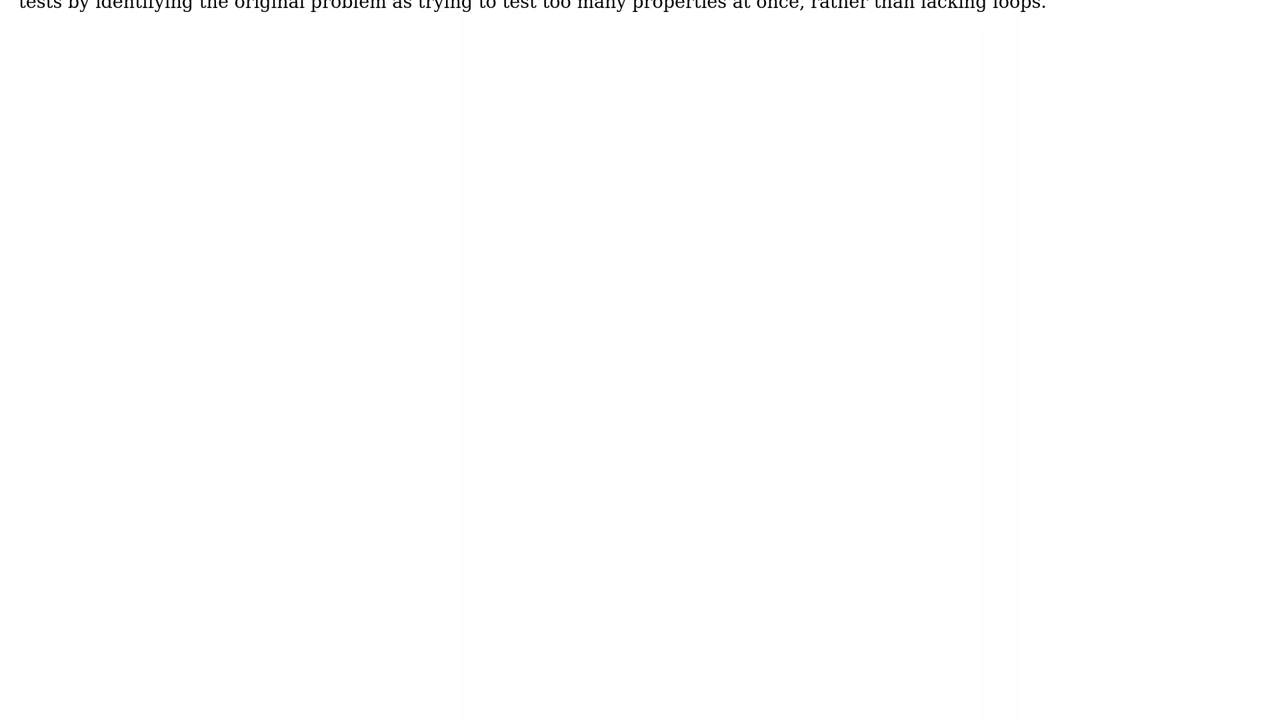 tests by identifying the original problem as trying to test too many properties at once, rather than lacking loops.